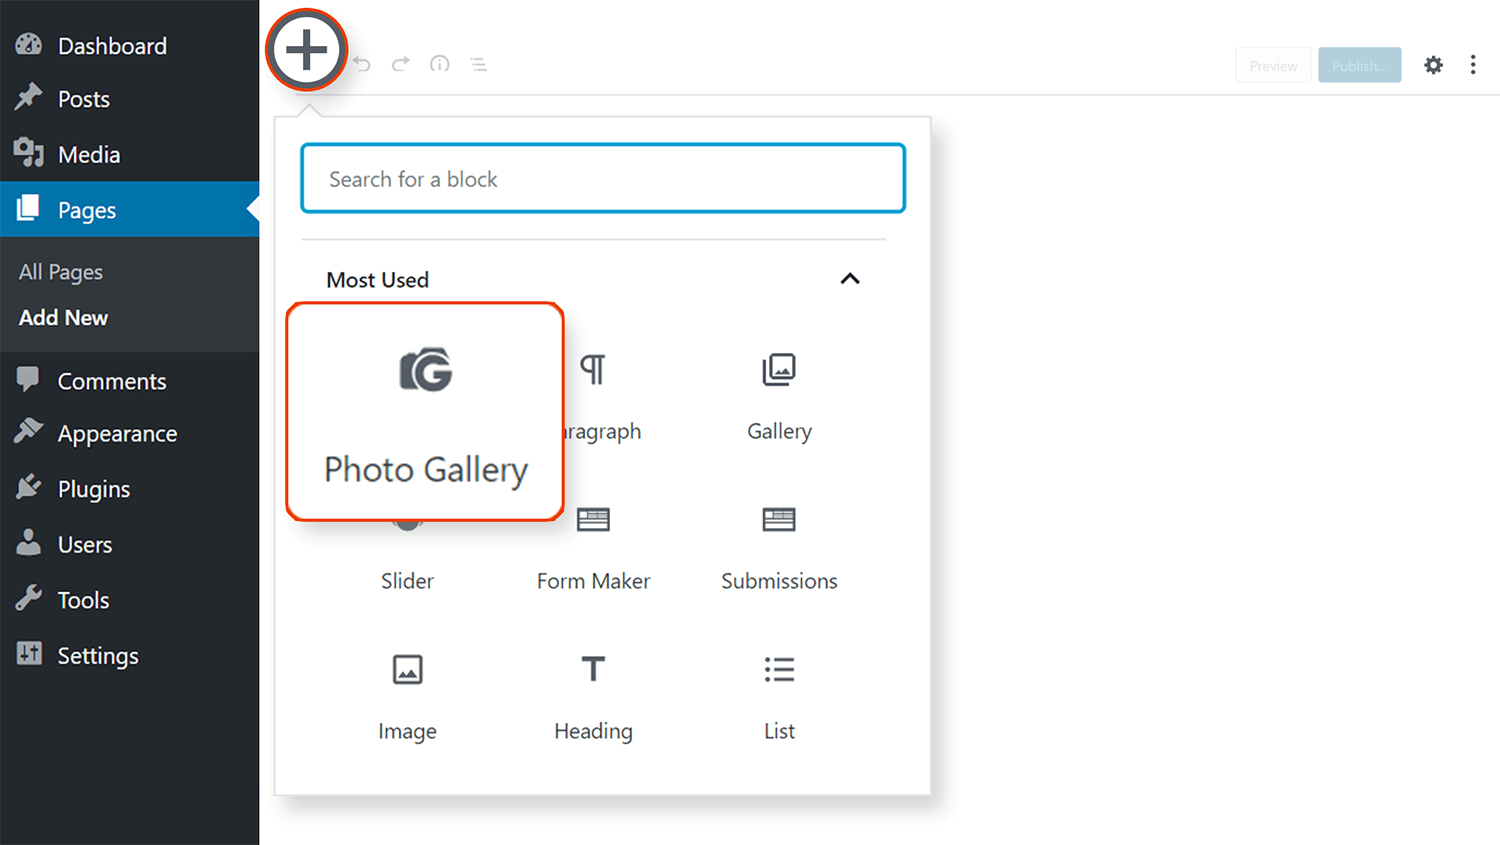 Dashboard
Posts
Media
Pages
All Pages
Add New
Comments
Appearance
Plugins
Users
Tools
Settings
Preview
Publish...
Search for a block
Most Used
Photo Gallery
aragraph
Gallery
Slider
Form Maker
Submissions
Image
Heading
List